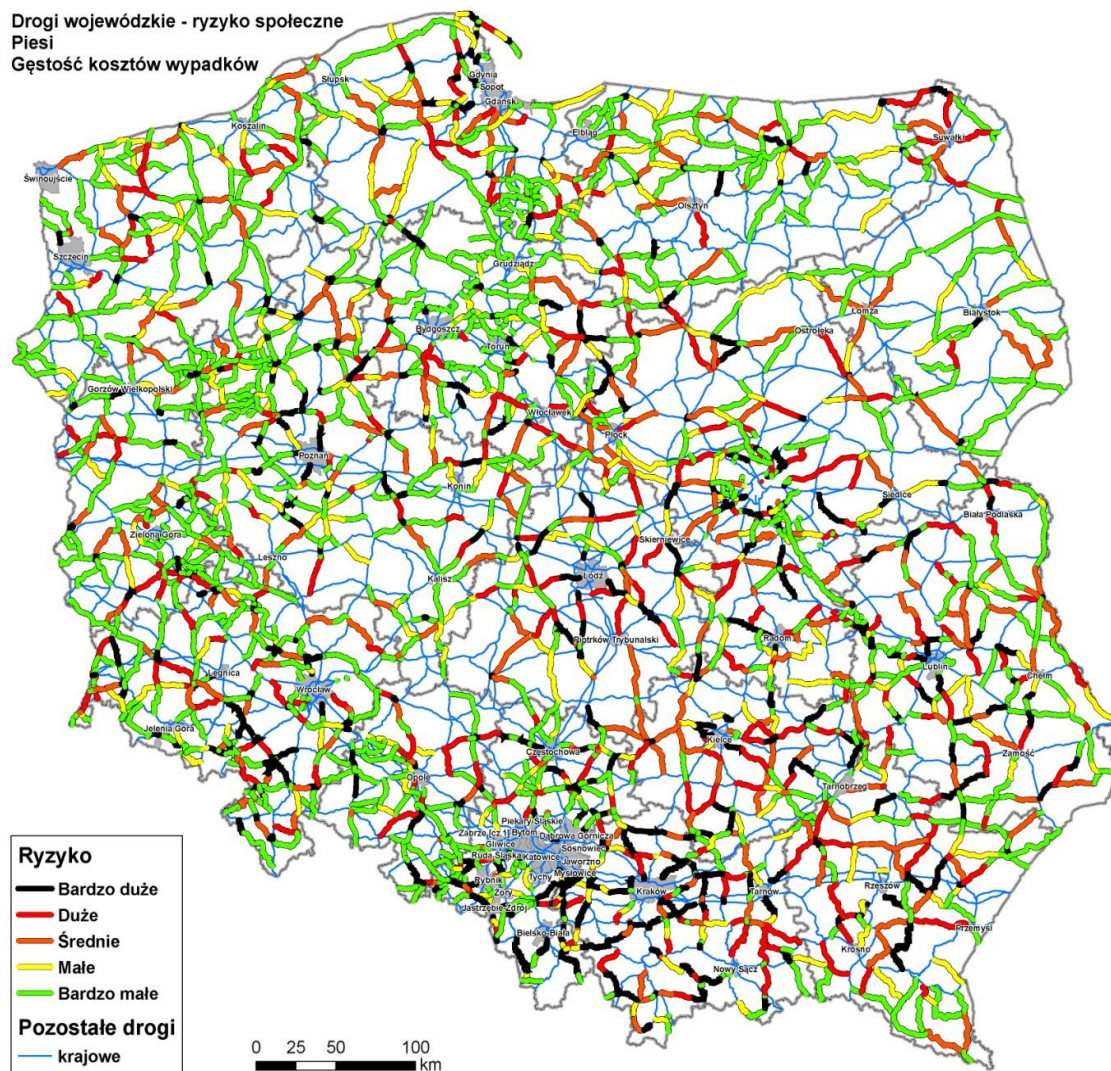 Drogi wojewódzkie - ryzyko społeczne
Piesi
Gęstość kosztów wypadków
Gdynia
Sopot
Gdańsk
Słupsk
Koszalin
Elbląg
Suwałki
Świnoujście
Olsztyn
Szczecin
Grudziądz
Łomża
Białystok
Bydgoszcz
Ostrołęka
Toruń
Gorzów Wielkopolski
Włocławek
Płock
Poznań
Konin
Siedlce
Biała Podlaska
Zielona Góra
Skierniewice
Leszno
Kalisz
Łódź
Piotrków Trybunalski
Radom
Lublin
Legnica
Chełm
Wrocław
Jelenia Góra
Kielce
Częstochowa
Zamość
Opole
Tarnobrzeg
Piekary Śląskie
Zabrze [cz.1]
Bytom
Dąbrowa Górnicza
Gliwice
Sosnowiec
Ruda Śląska
Katowice
Jaworzno
Mysłowice
Tychy
Rybnik
Żory
Kraków
Tarnów
Rzeszów
Jastrzębie-Zdrój
Bielsko-Biała
Przemyśl
Krosno
Nowy Sącz
Ryzyko
Bardzo duże
Duże
Średnie
Małe
Bardzo małe
Pozostałe drogi
krajowe
0 25 50 100
km